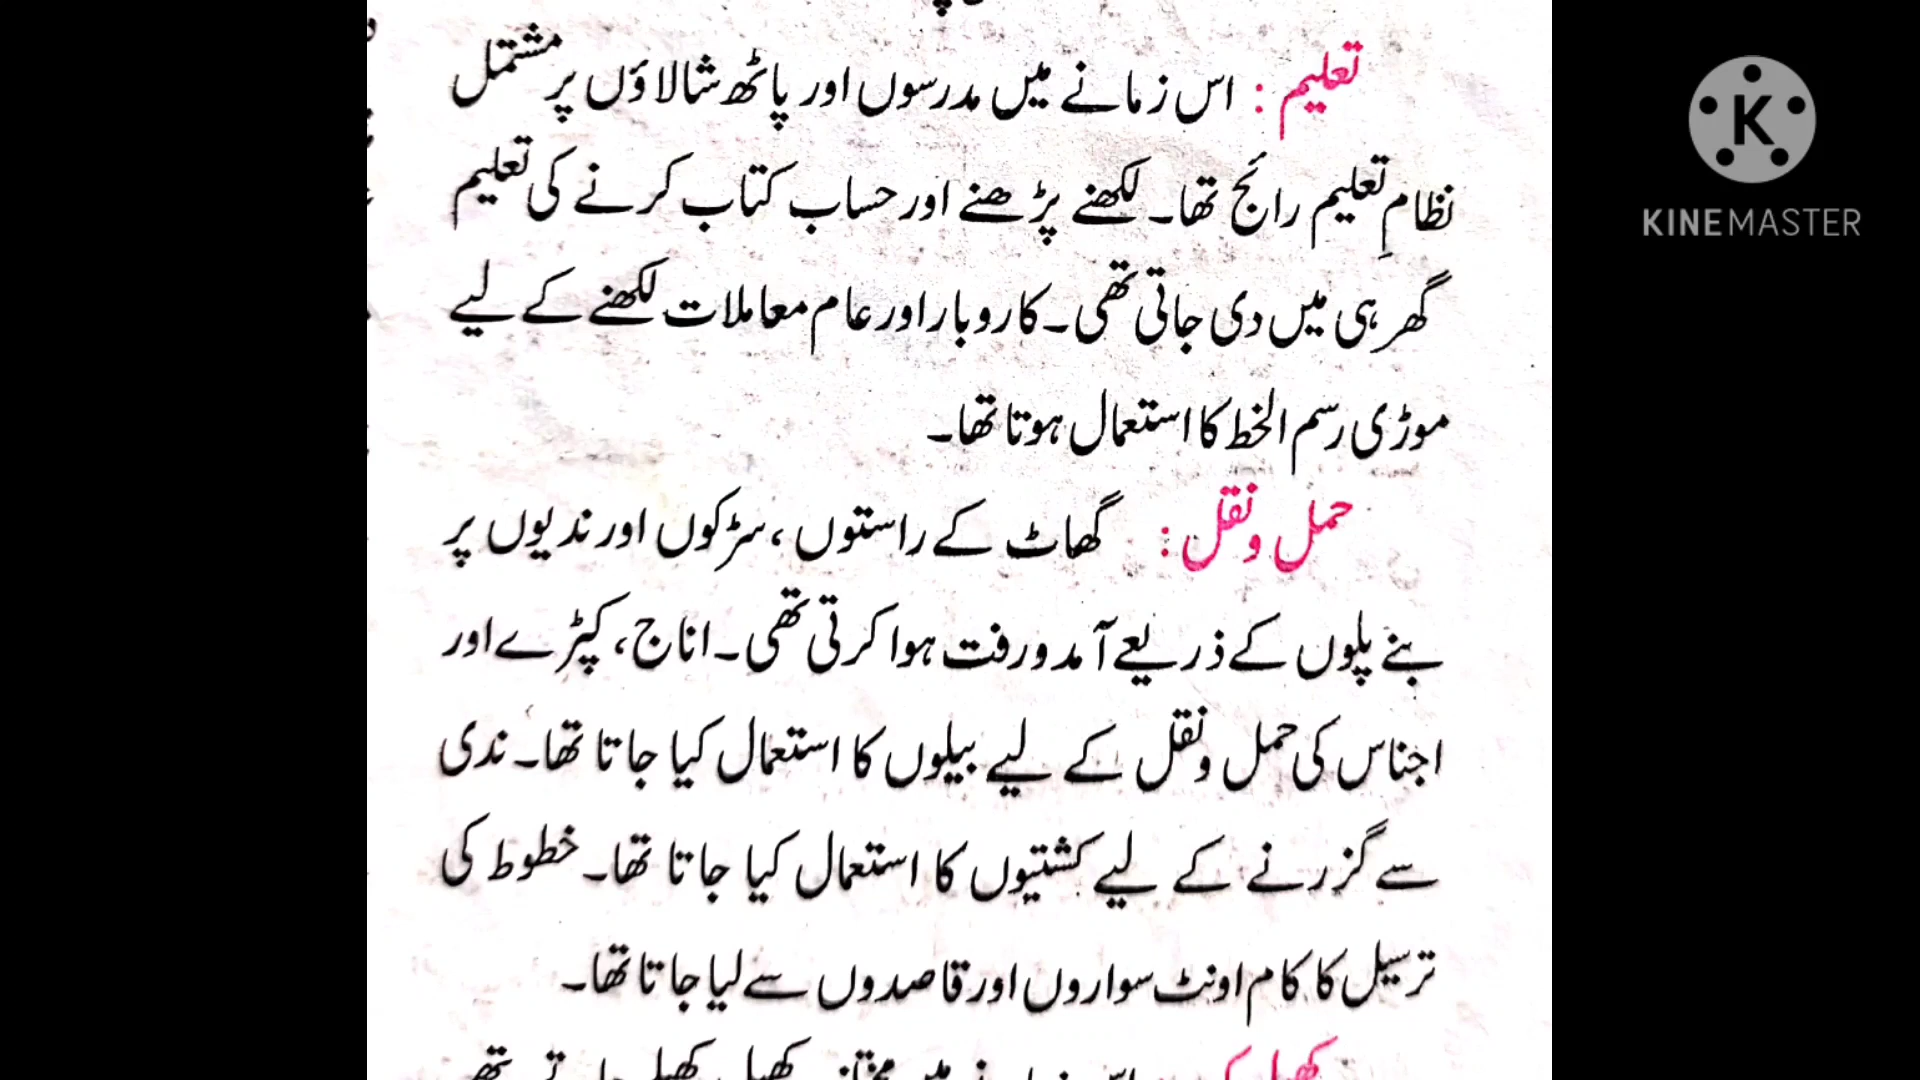 تعلیم : اس زمانے میں مدرسوں اور پاٹھ شالاؤں پر مشتمل
نظامِ تعلیم رائج تھا۔ لکھنے پڑھنے اور حساب کتاب کرنے کی تعلیم
گھر ہی میں دی جاتی تھی۔ کاروبار اور عام معاملات لکھنے کے لیے
موڑی رسم الخط کا استعمال ہوتا تھا۔
حمل و نقل : گھاٹ کے راستوں، سڑکوں اور ندیوں پر
بنے پلوں کے ذریعے آمدورفت ہوا کرتی تھی۔ اناج، کپڑے اور
اجناس کی حمل و نقل کے لیے بیلوں کا استعمال کیا جاتا تھا۔ ندی
سے گزرنے کے لیے کشتیوں کا استعمال کیا جاتا تھا۔ خطوط کی
ترسیل کا کام اونٹ سواروں اور قاصدوں سے لیا جاتا تھا۔
K
KINEMASTER